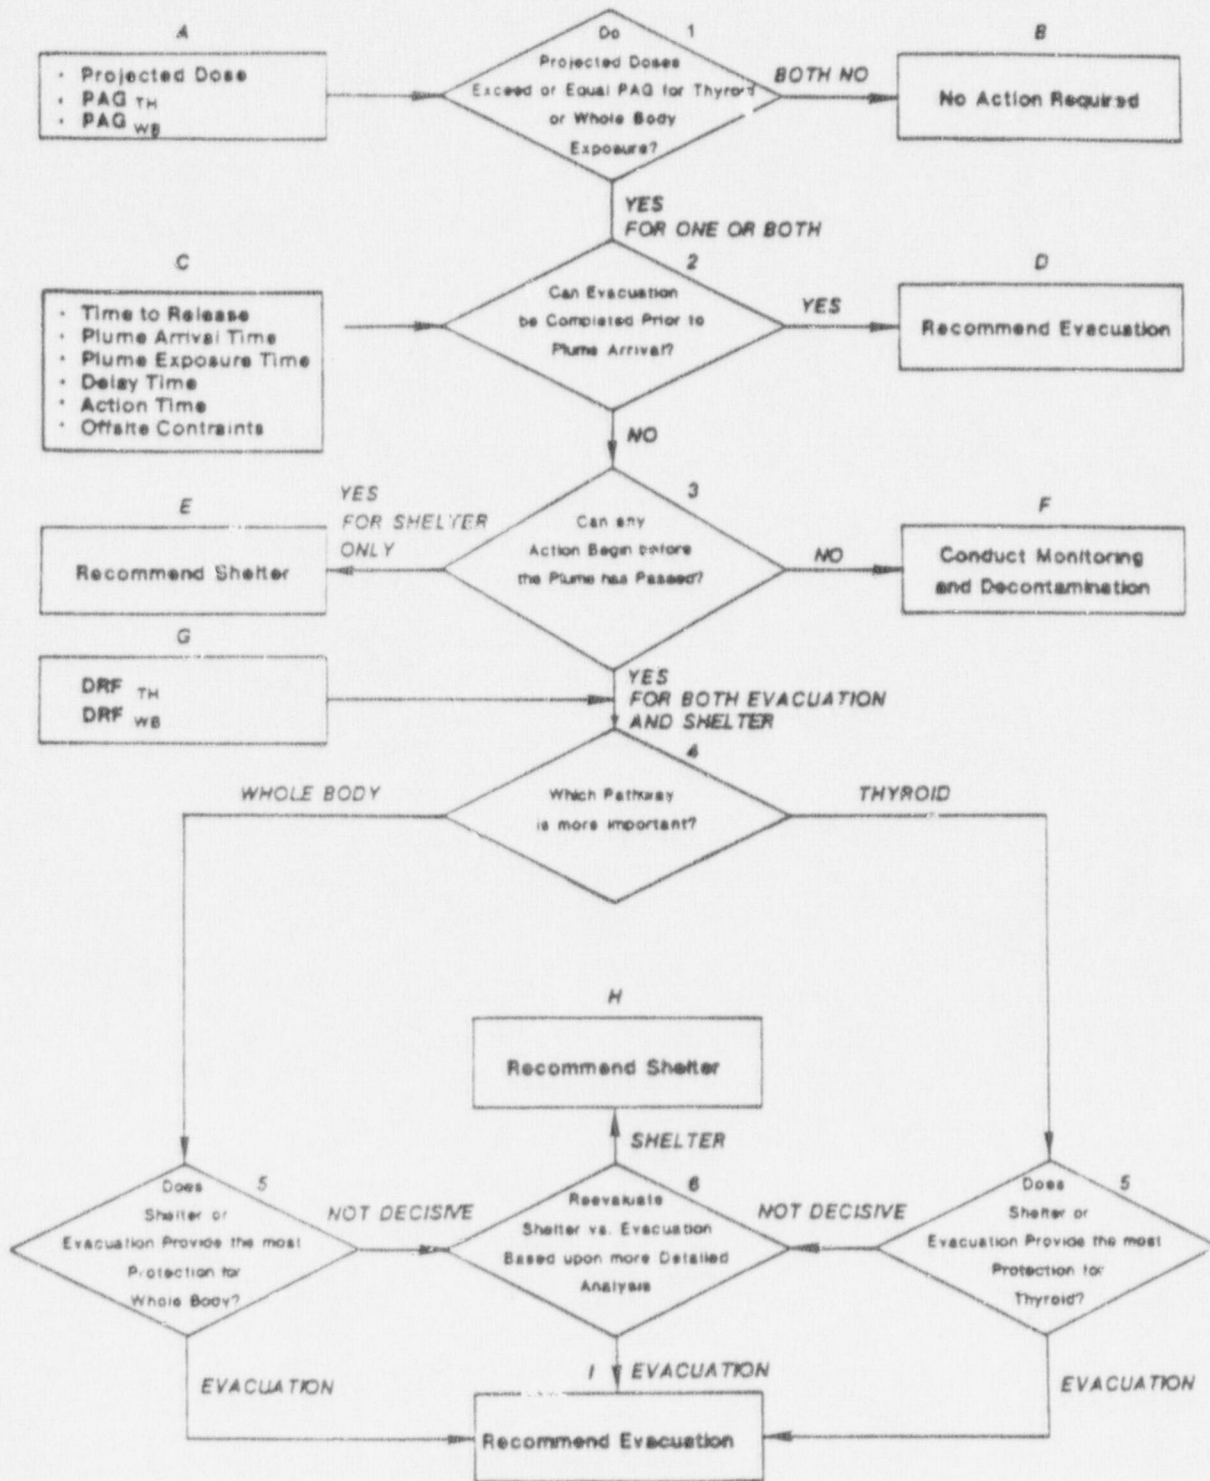 A
• Projected Dose
• PAG TH
• PAG WB
1
Do
Projected Doses
Exceed or Equal PAG for Thyroid
or Whole Body
Exposure?
BOTH NO
B
No Action Required
YES
FOR ONE OR BOTH
C
• Time to Release
• Plume Arrival Time
• Plume Exposure Time
• Delay Time
• Action Time
• Offsite Contraints
2
Can Evacuation
be Completed Prior to
Plume Arrival?
YES
D
Recommend Evacuation
NO
E
Recommend Shelter
YES
FOR SHELTER
ONLY
3
Can any
Action Begin before
the Plume has Passed?
NO
F
Conduct Monitoring
and Decontamination
G
DRF TH
DRF WB
YES
FOR BOTH EVACUATION
AND SHELTER
4
Which Pathway
is more important?
WHOLE BODY
THYROID
H
Recommend Shelter
SHELTER
5
Does
Shelter or
Evacuation Provide the most
Protection for
Whole Body?
NOT DECISIVE
6
Reevaluate
Shelter vs. Evacuation
Based upon more Detailed
Analysis
NOT DECISIVE
5
Does
Shelter or
Evacuation Provide the most
Protection for
Thyroid?
EVACUATION
I
EVACUATION
EVACUATION
Recommend Evacuation